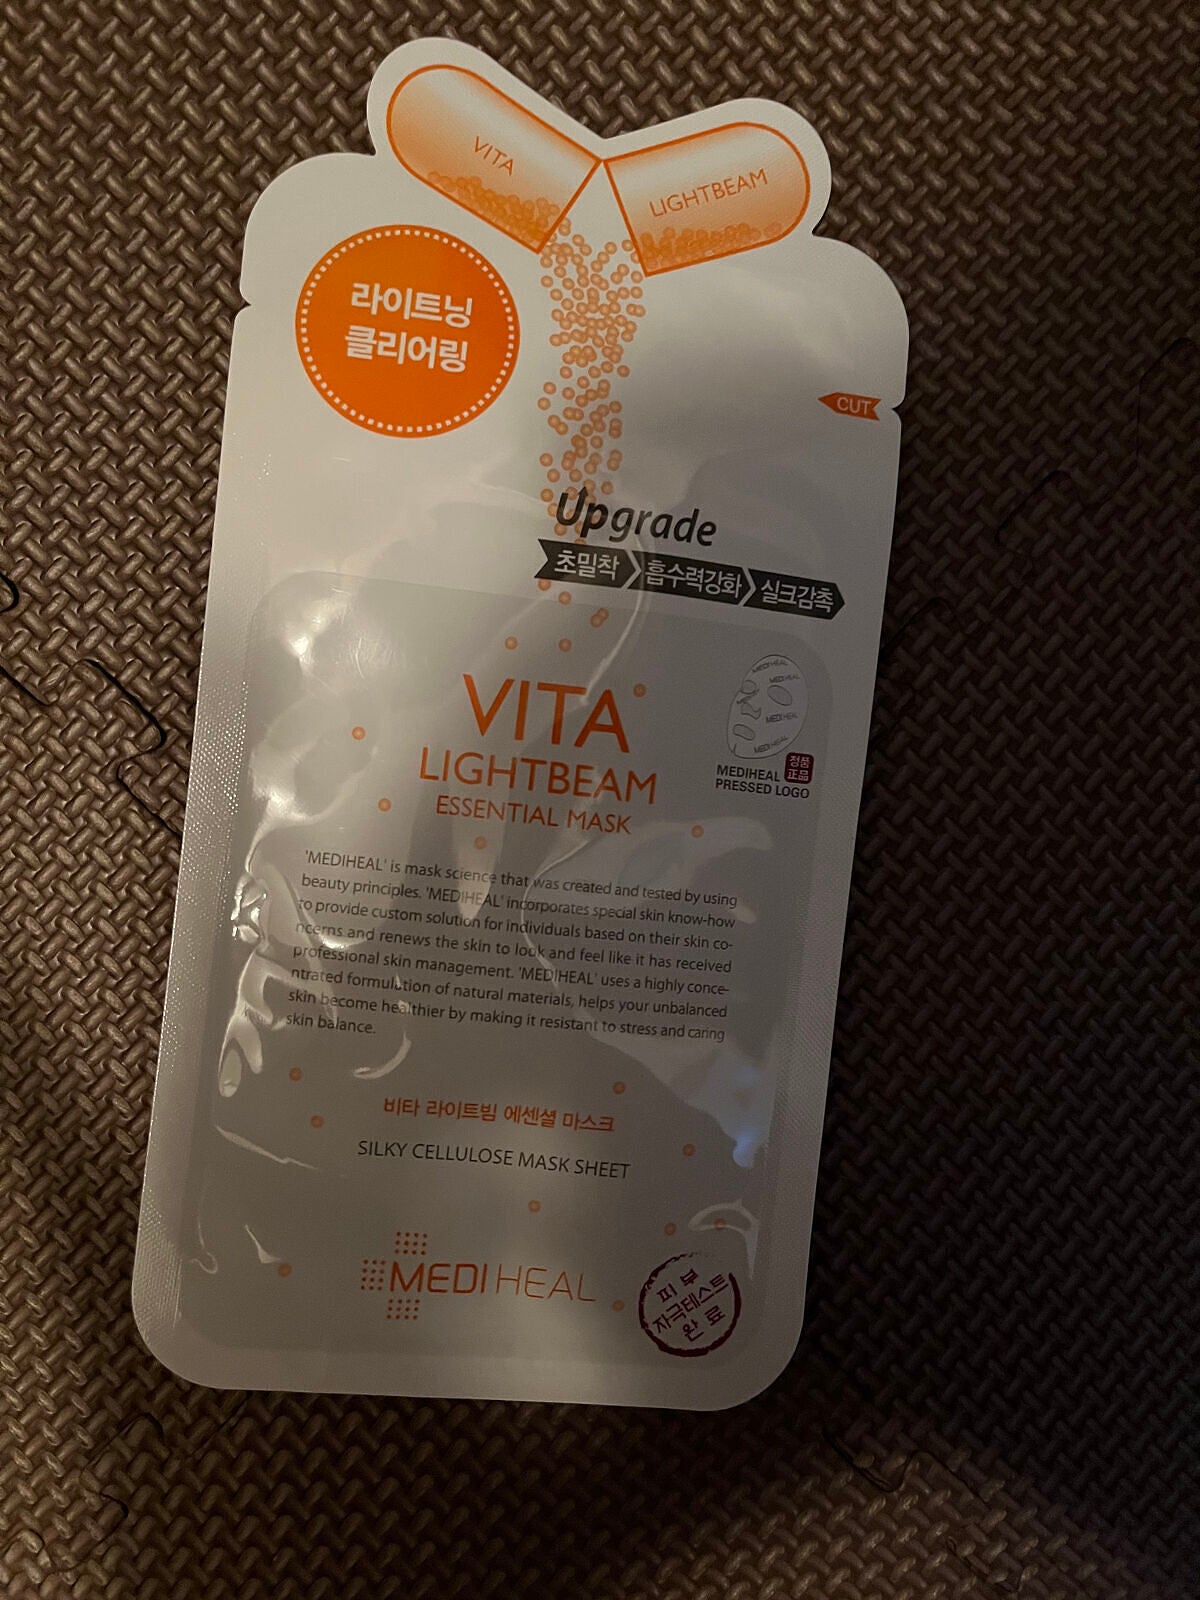 VITA
LIGHTBEAM
라이트닝
클리어링
CUT
Upgrade
초밀착
흡수력강화
실크감촉
VITA
LIGHTBEAM
ESSENTIAL MASK
MEDIHEAL
MEDIHEAL
MEDIHEAL
MEDIHEAL
MEDIHEAL
정품
正品
PRESSED LOGO
'MEDIHEAL' is mask science that was created and tested by using
beauty principles. 'MEDIHEAL' incorporates special skin know-how
to provide custom solution for individuals based on their skin co-
ncerns and renews the skin to look and feel like it has received
professional skin management. 'MEDIHEAL' uses a highly conce-
ntrated formulation of natural materials, helps your unbalanced
skin become healthier by making it resistant to stress and caring
skin balance.
비타 라이트빔 에센셜 마스크
SILKY CELLULOSE MASK SHEET
MEDIHEAL
피부
자극테스트
완료